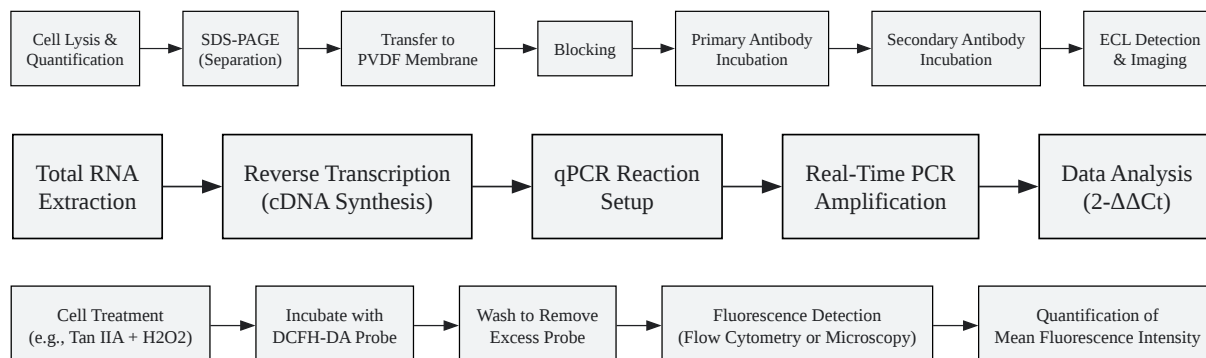 Cell Lysis &
Quantification
SDS-PAGE
(Separation)
Transfer to
PVDF Membrane
Blocking
Primary Antibody
Incubation
Secondary Antibody
Incubation
ECL Detection
& Imaging
Total RNA
Extraction
Reverse Transcription
(cDNA Synthesis)
qPCR Reaction
Setup
Real-Time PCR
Amplification
Data Analysis
(2-ΔΔCt)
Cell Treatment
(e.g., Tan IIA + H2O2)
Incubate with
DCFH-DA Probe
Wash to Remove
Excess Probe
Fluorescence Detection
(Flow Cytometry or Microscopy)
Quantification of
Mean Fluorescence Intensity